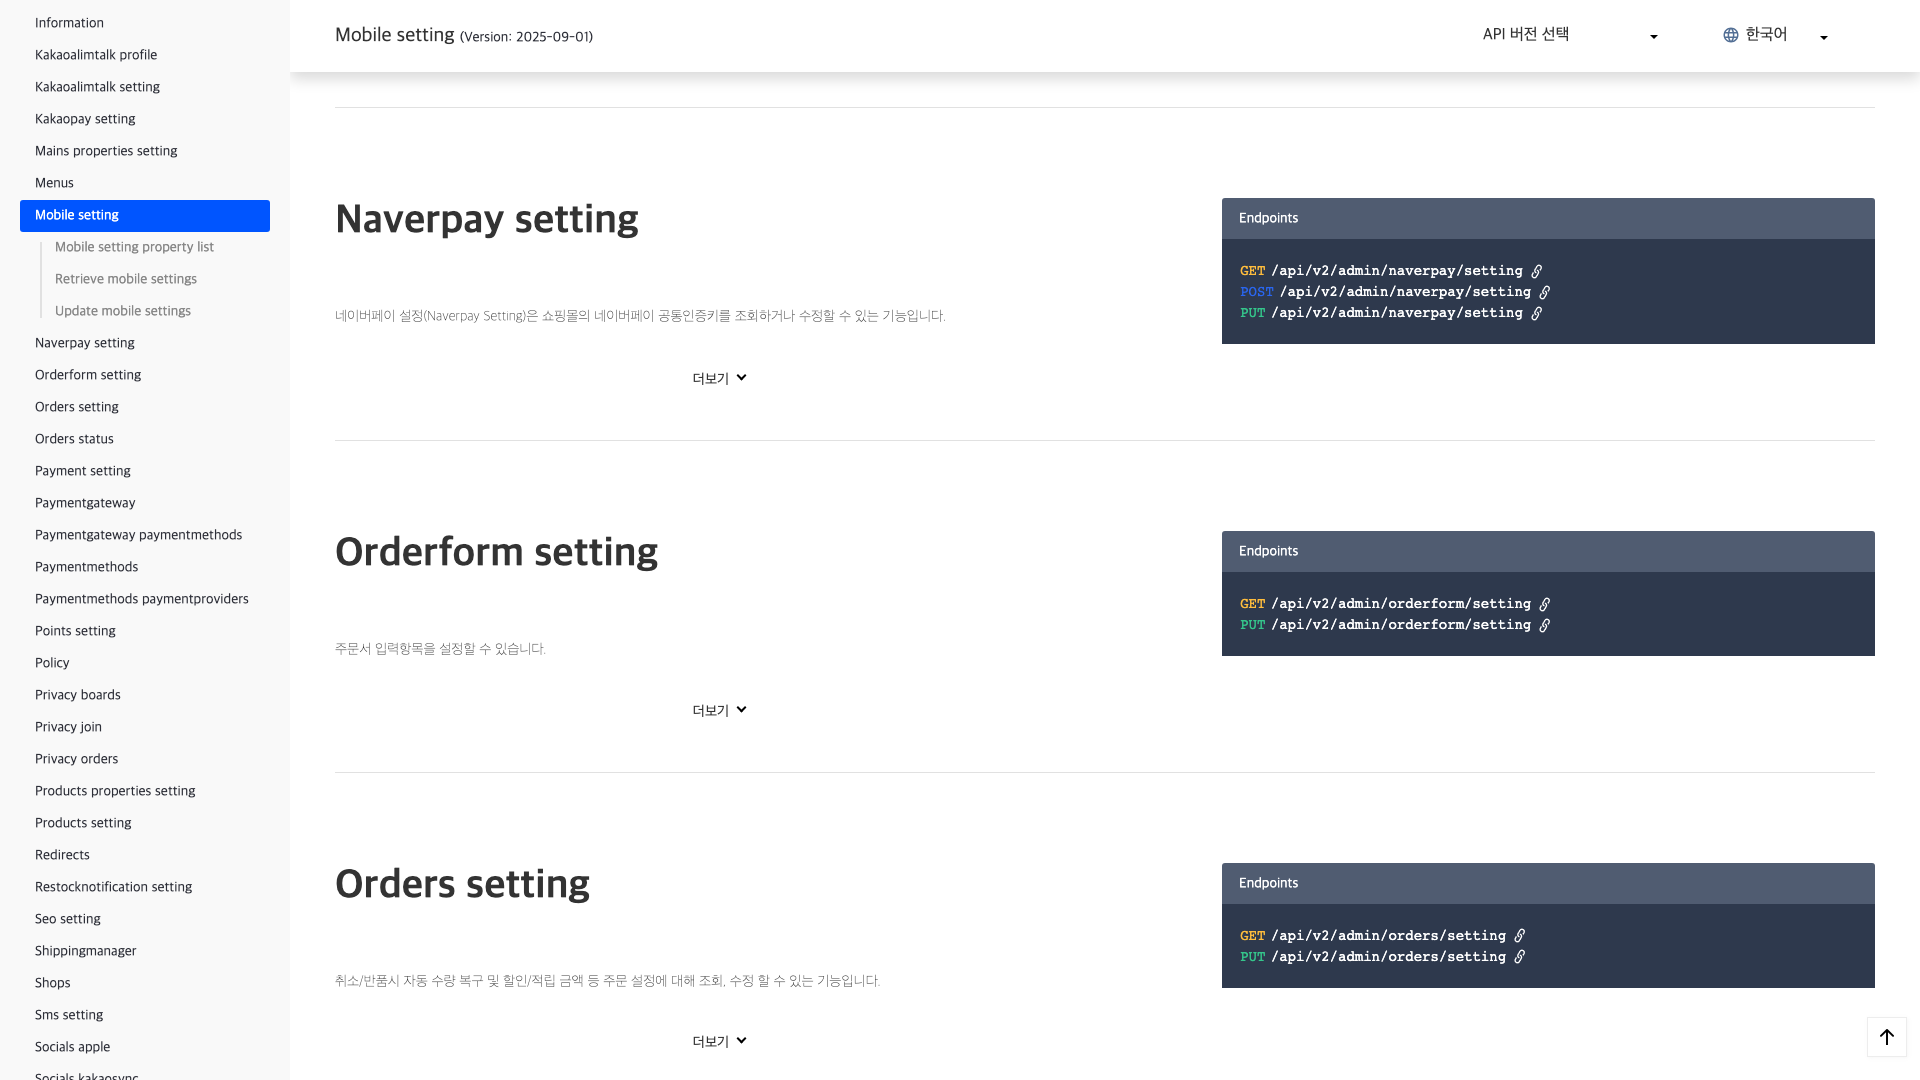 Information
Kakaoalimtalk profile
Kakaoalimtalk setting
Kakaopay setting
Mains properties setting
Menus
Mobile setting
Mobile setting property list
Retrieve mobile settings
Update mobile settings
Naverpay setting
Orderform setting
Orders setting
Orders status
Payment setting
Paymentgateway
Paymentgateway paymentmethods
Paymentmethods
Paymentmethods paymentproviders
Points setting
Policy
Privacy boards
Privacy join
Privacy orders
Products properties setting
Products setting
Redirects
Restocknotification setting
Seo setting
Shippingmanager
Shops
Sms setting
Socials apple
Socials kakaosync
Mobile setting (Version: 2025-09-01)
API 버전 선택
한국어
Naverpay setting
네이버페이 설정(Naverpay Setting)은 쇼핑몰의 네이버페이 공통인증키를 조회하거나 수정할 수 있는 기능입니다.
더보기
Endpoints
GET /api/v2/admin/naverpay/setting
POST /api/v2/admin/naverpay/setting
PUT /api/v2/admin/naverpay/setting
Orderform setting
주문서 입력항목을 설정할 수 있습니다.
더보기
Endpoints
GET /api/v2/admin/orderform/setting
PUT /api/v2/admin/orderform/setting
Orders setting
취소/반품시 자동 수량 복구 및 할인/적립 금액 등 주문 설정에 대해 조회, 수정 할 수 있는 기능입니다.
더보기
Endpoints
GET /api/v2/admin/orders/setting
PUT /api/v2/admin/orders/setting